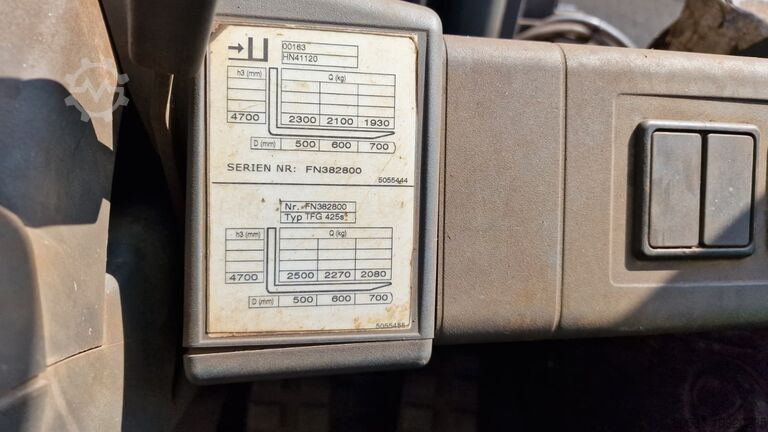 00163
HN41120
h3 (mm) Q (kg)
4700 2300 2100 1930
D (mm) 500 600 700
SERIEN NR: FN382800
5055444
Nr. FN382800
Typ TFG 425s
h3 (mm) Q (kg)
4700 2500 2270 2080
D (mm) 500 600 700
5055455